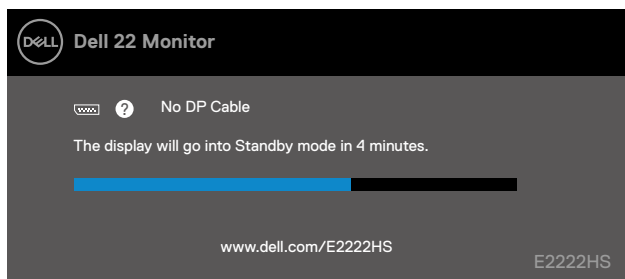 DELL Dell 22 Monitor
? No DP Cable
The display will go into Standby mode in 4 minutes.
www.dell.com/E2222HS
E2222HS